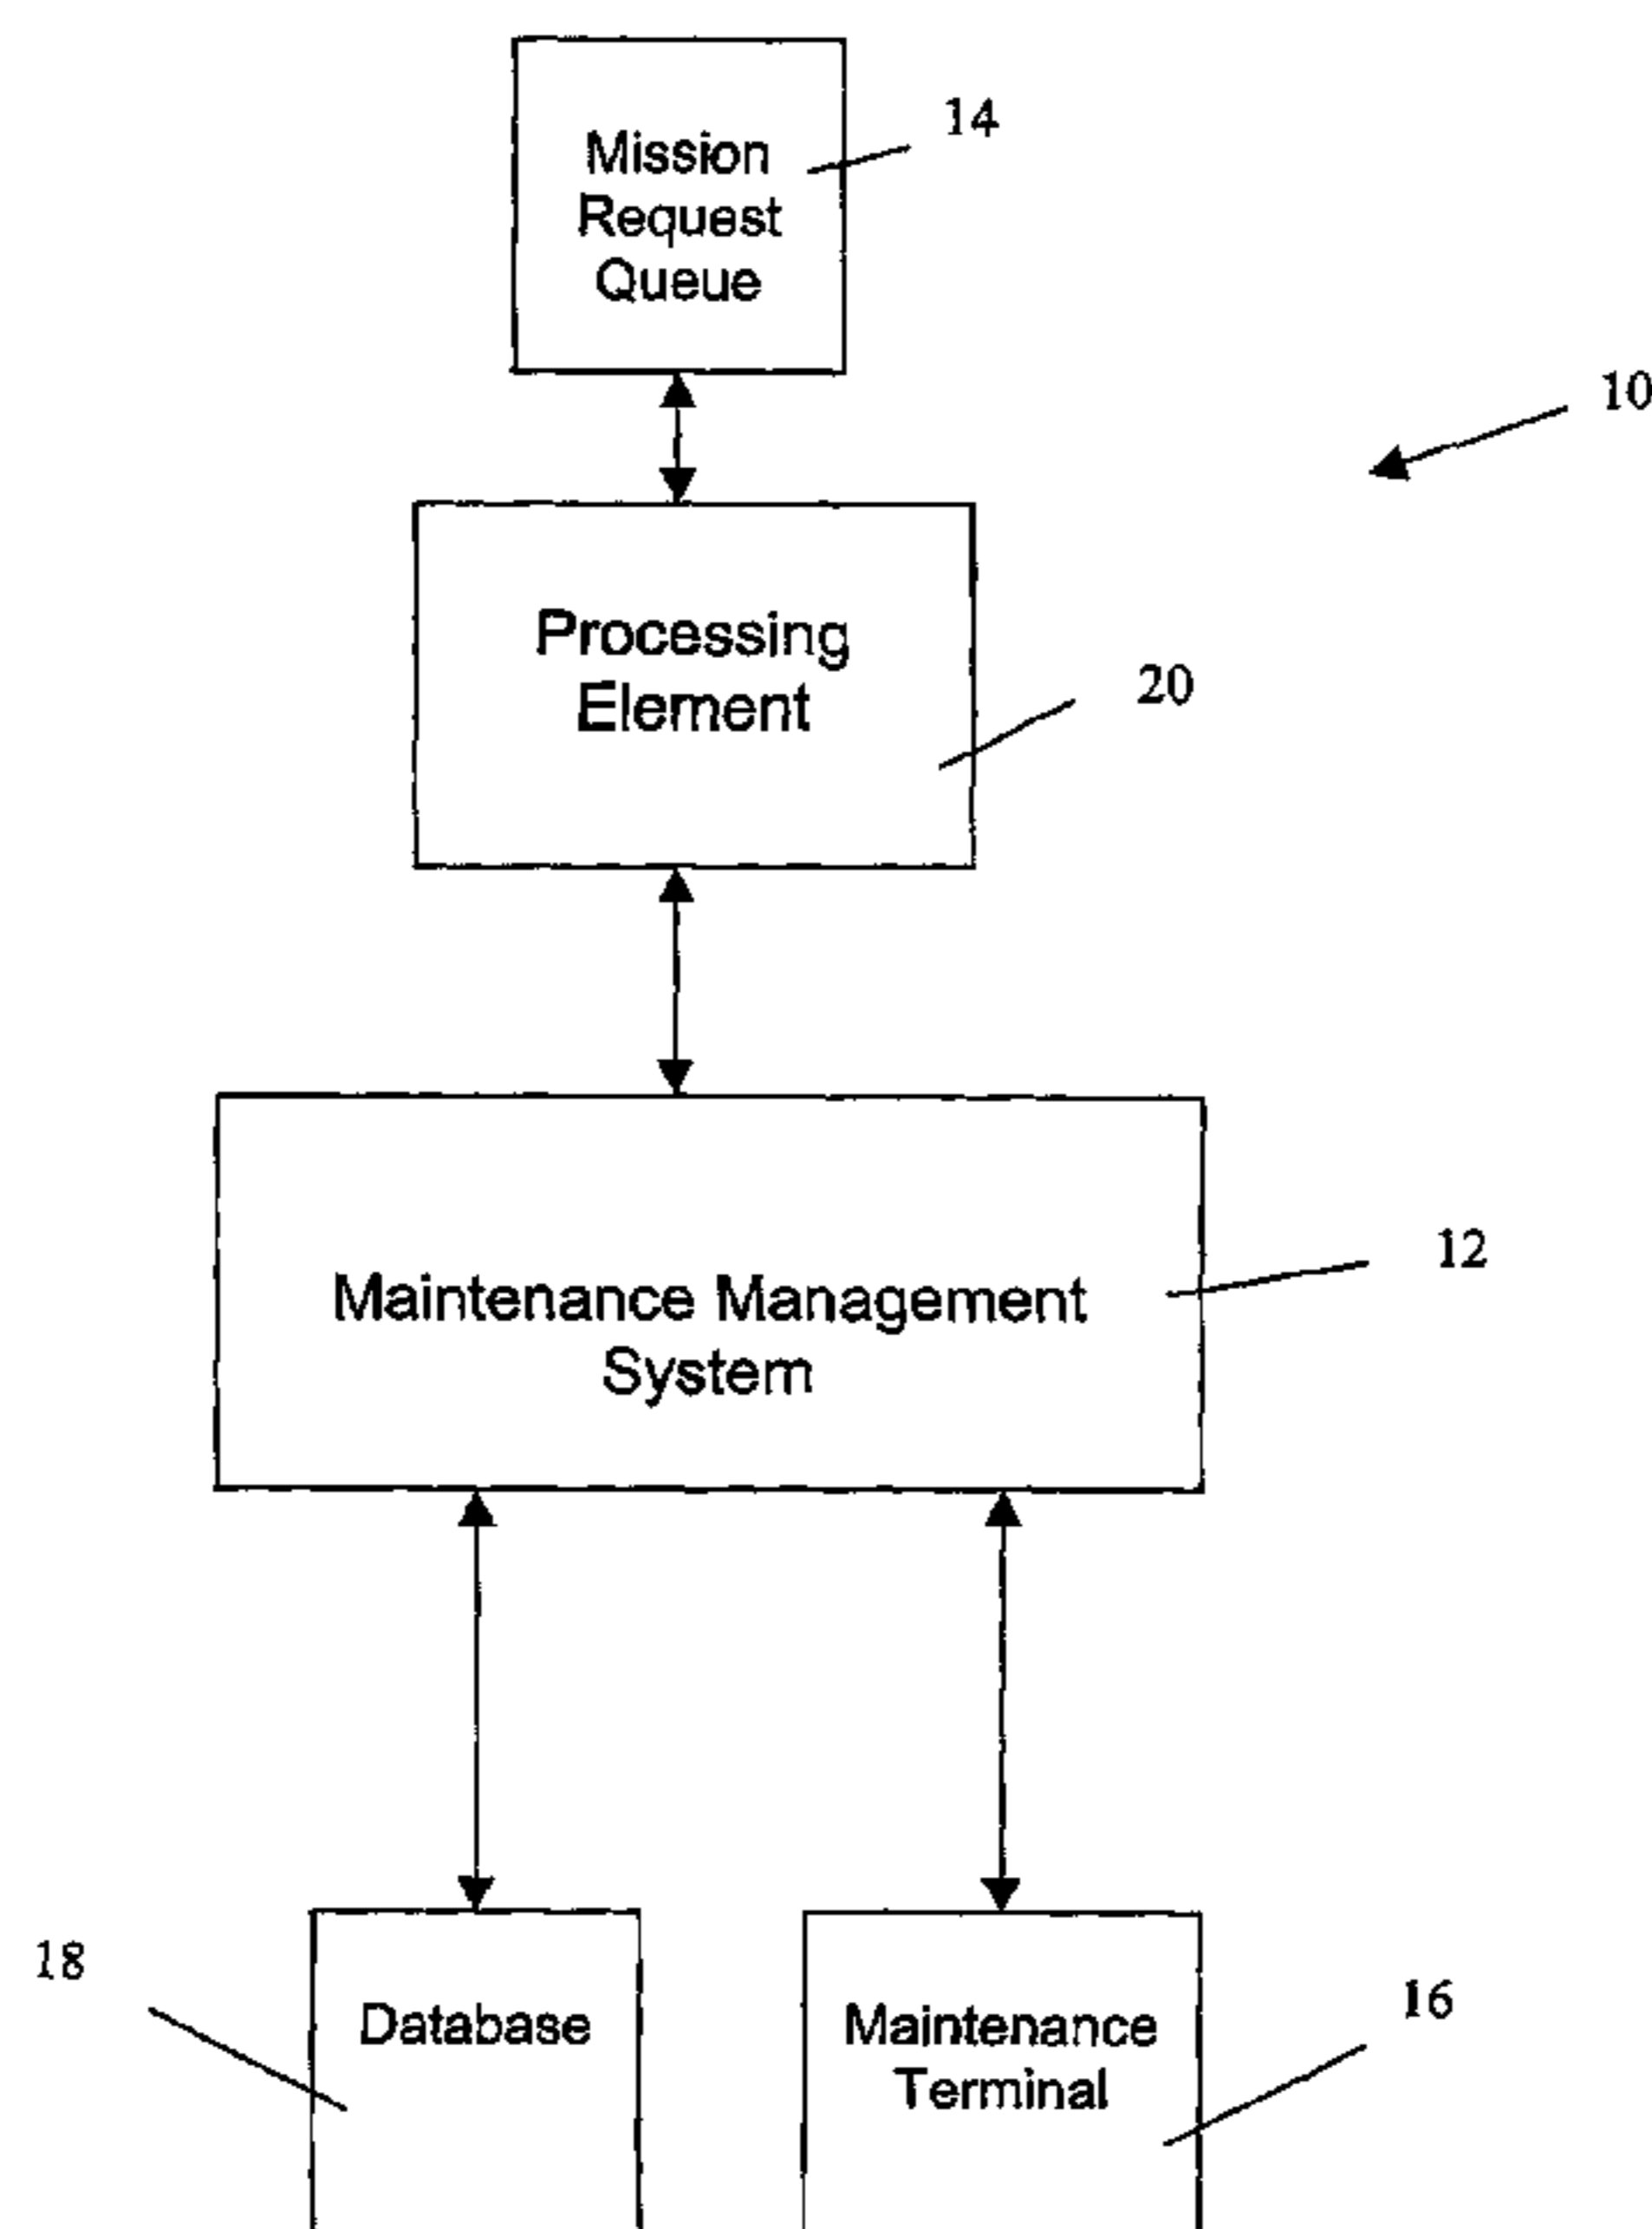 Mission
Request
Queue
14
10
Processing
Element
20
Maintenance Management
System
12
18
Database
Maintenance
Terminal
16